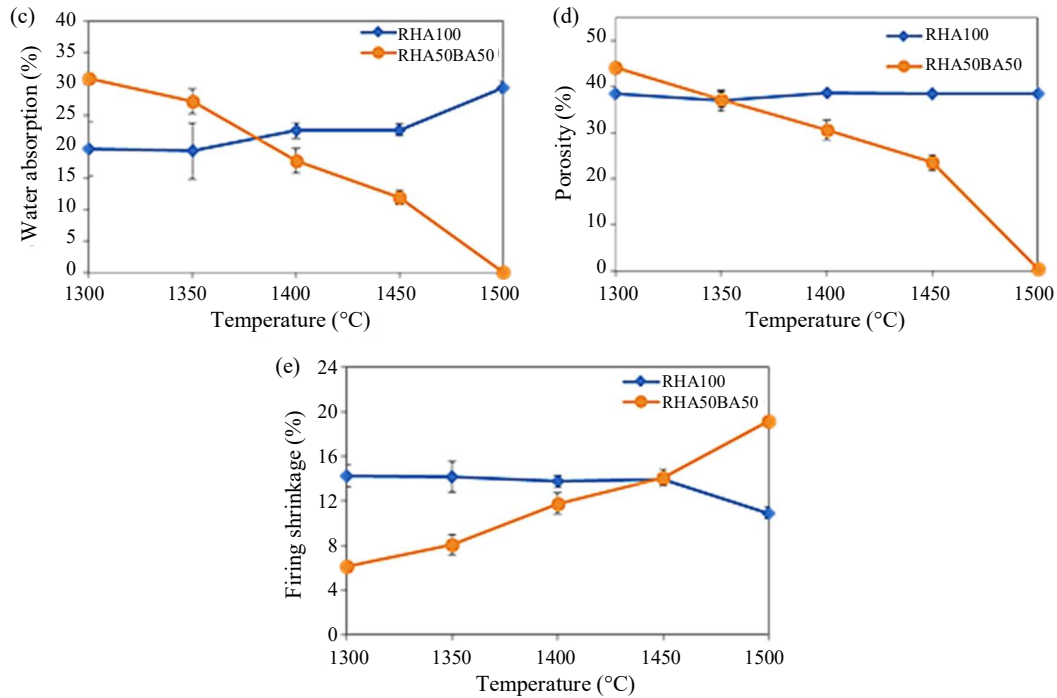 (c)
Water absorption (%)
40
35
30
25
20
15
10
5
0
1300 1350 1400 1450 1500
Temperature (°C)
RHA100
RHA50BA50
(d)
Porosity (%)
50
40
30
20
10
0
1300 1350 1400 1450 1500
Temperature (°C)
RHA100
RHA50BA50
(e)
Firing shrinkage (%)
24
20
16
12
8
4
0
1300 1350 1400 1450 1500
Temperature (°C)
RHA100
RHA50BA50